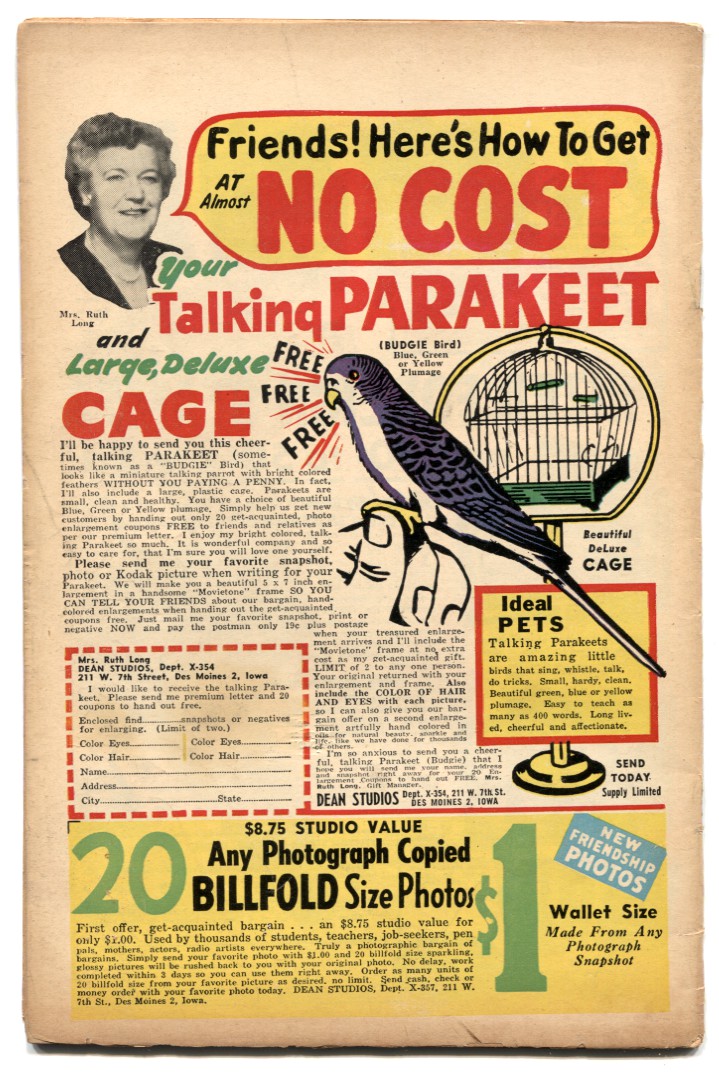 Friends! Here's How To Get
AT
Almost
NO COST
your
Talking PARAKEET
Mrs. Ruth
Long
and
Large, Deluxe
CAGE
FREE
FREE
FREE
(BUDGIE Bird)
Blue, Green
or Yellow
Plumage
I'll be happy to send you this cheer-
ful, talking PARAKEET (some-
times known as a "BUDGIE" Bird) that
looks like a miniature talking parrot with bright colored
feathers WITHOUT YOU PAYING A PENNY. In fact,
I'll also include a large, plastic cage. Parakeets are
small, clean and healthy. You have a choice of beautiful
Blue, Green or Yellow plumage. Simply help us get new
customers by handing out only 20 get-acquainted, photo
enlargement coupons FREE to friends and relatives as
per our premium letter. I enjoy my bright colored, talk-
ing Parakeet so much. It is wonderful company and so
easy to care for, that I'm sure you will love one yourself.
Please send me your favorite snapshot,
photo or Kodak picture when writing for your
Parakeet. We will make you a beautiful 5 x 7 inch en-
largement in a handsome "Movietone" frame SO YOU
CAN TELL YOUR FRIENDS about our bargain, hand-
colored enlargements when handing out the get-acquainted
coupons free. Just mail me your favorite snapshot, print or
negative NOW and pay the postman only 19c plus postage
when your treasured enlarge-
ment arrives and I'll include the
"Movietone" frame at no extra
cost as my get-acquainted gift.
LIMIT of 2 to any one person.
Your original returned with your
enlargement and frame. Also
include the COLOR OF HAIR
AND EYES with each picture,
so I can also give you our bar-
gain offer on a second enlarge-
ment artfully hand colored in
oils for natural beauty, sparkle and
life, like we have done for thousands
of others.
I'm so anxious to send you a cheer-
ful, talking Parakeet (Budgie) that I
hope you will send me your name, address
and snapshot right away for your 20 En-
largement Coupons to hand out FREE. Mrs.
Ruth Long, Gift Manager.
DEAN STUDIOS Dept. X-354, 211 W. 7th St.
DES MOINES 2, IOWA
Beautiful
DeLuxe
CAGE
Ideal
PETS
Talking Parakeets
are amazing little
birds that sing, whistle, talk,
do tricks. Small, hardy, clean.
Beautiful green, blue or yellow
plumage. Easy to teach as
many as 400 words. Long liv-
ed, cheerful and affectionate.
SEND
TODAY
Supply Limited
Mrs. Ruth Long
DEAN STUDIOS, Dept. X-354
211 W. 7th Street, Des Moines 2, Iowa
I would like to receive the talking Para-
keet. Please send me premium letter and 20
coupons to hand out free.
Enclosed find..........snapshots or negatives
for enlarging. (Limit of two.)
Color Eyes.......... Color Eyes..........
Color Hair.......... Color Hair..........
Name..........
Address..........
City..........State..........
$8.75 STUDIO VALUE
20 Any Photograph Copied
BILLFOLD Size Photos $1
NEW
FRIENDSHIP
PHOTOS
Wallet Size
Made From Any
Photograph
Snapshot
First offer, get-acquainted bargain . . . an $8.75 studio value for
only $1.00. Used by thousands of students, teachers, job-seekers, pen
pals, mothers, actors, radio artists everywhere. Truly a photographic bargain of
bargains. Simply send your favorite photo with $1.00 and 20 billfold size sparkling,
glossy pictures will be rushed back to you with your original photo. No delay, work
completed within 3 days so you can use them right away. Order as many units of
20 billfold size from your favorite picture as desired, no limit. Send cash, check or
money order with your favorite photo today. DEAN STUDIOS, Dept. X-357, 211 W.
7th St., Des Moines 2, Iowa.